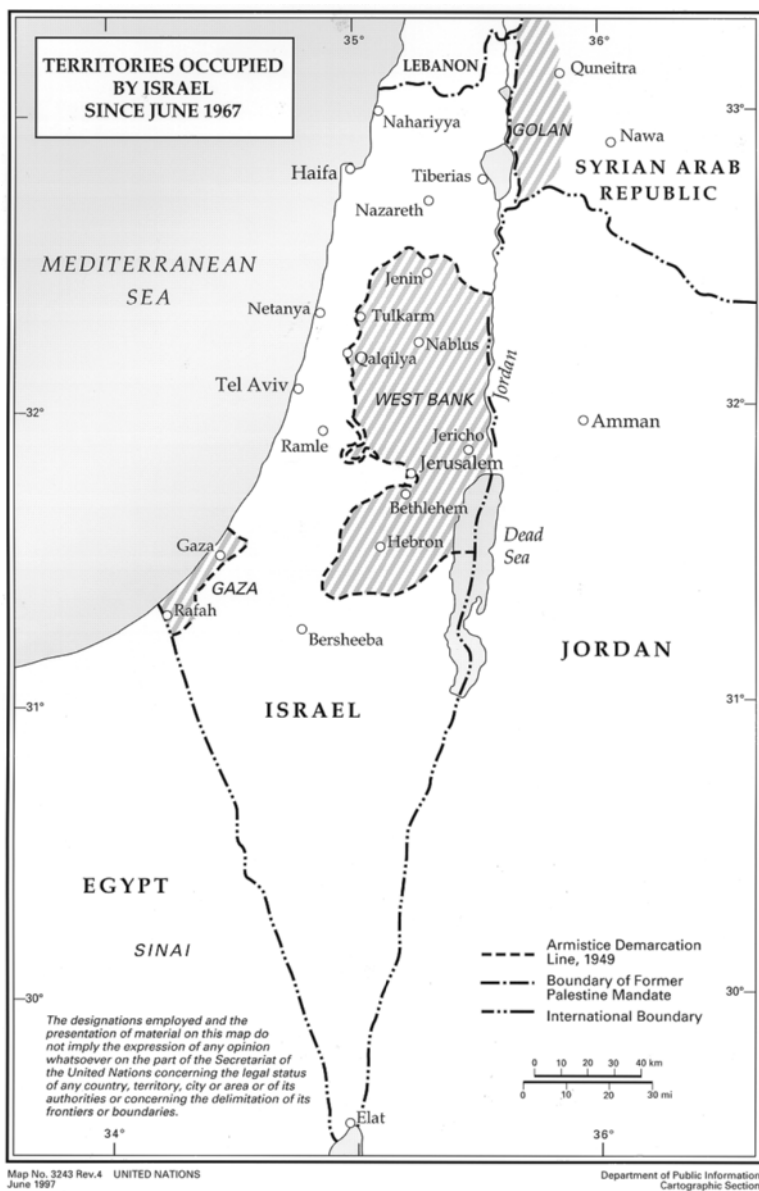 TERRITORIES OCCUPIED
BY ISRAEL
SINCE JUNE 1967
35°
36°
LEBANON
Quneitra
33°
Nahariyya
GOLAN
Nawa
Haifa
Tiberias
SYRIAN ARAB
REPUBLIC
Nazareth
MEDITERRANEAN
SEA
Jenin
Netanya
Tulkarm
Nablus
Qalqilya
Jordan
Tel Aviv
WEST BANK
32°
32°
Amman
Ramle
Jericho
Jerusalem
Bethlehem
Dead
Sea
Gaza
Hebron
GAZA
Rafah
Bersheeba
JORDAN
31°
31°
ISRAEL
EGYPT
SINAI
Armistice Demarcation
Line, 1949
Boundary of Former
Palestine Mandate
International Boundary
30°
30°
The designations employed and the
presentation of material on this map do
not imply the expression of any opinion
whatsoever on the part of the Secretariat of
the United Nations concerning the legal status
of any country, territory, city or area or of its
authorities or concerning the delimitation of its
frontiers or boundaries.
0 10 20 30 40 km
0 10 20 30 mi
Elat
34°
36°
Map No. 3243 Rev.4 UNITED NATIONS
June 1997
Department of Public Information
Cartographic Section